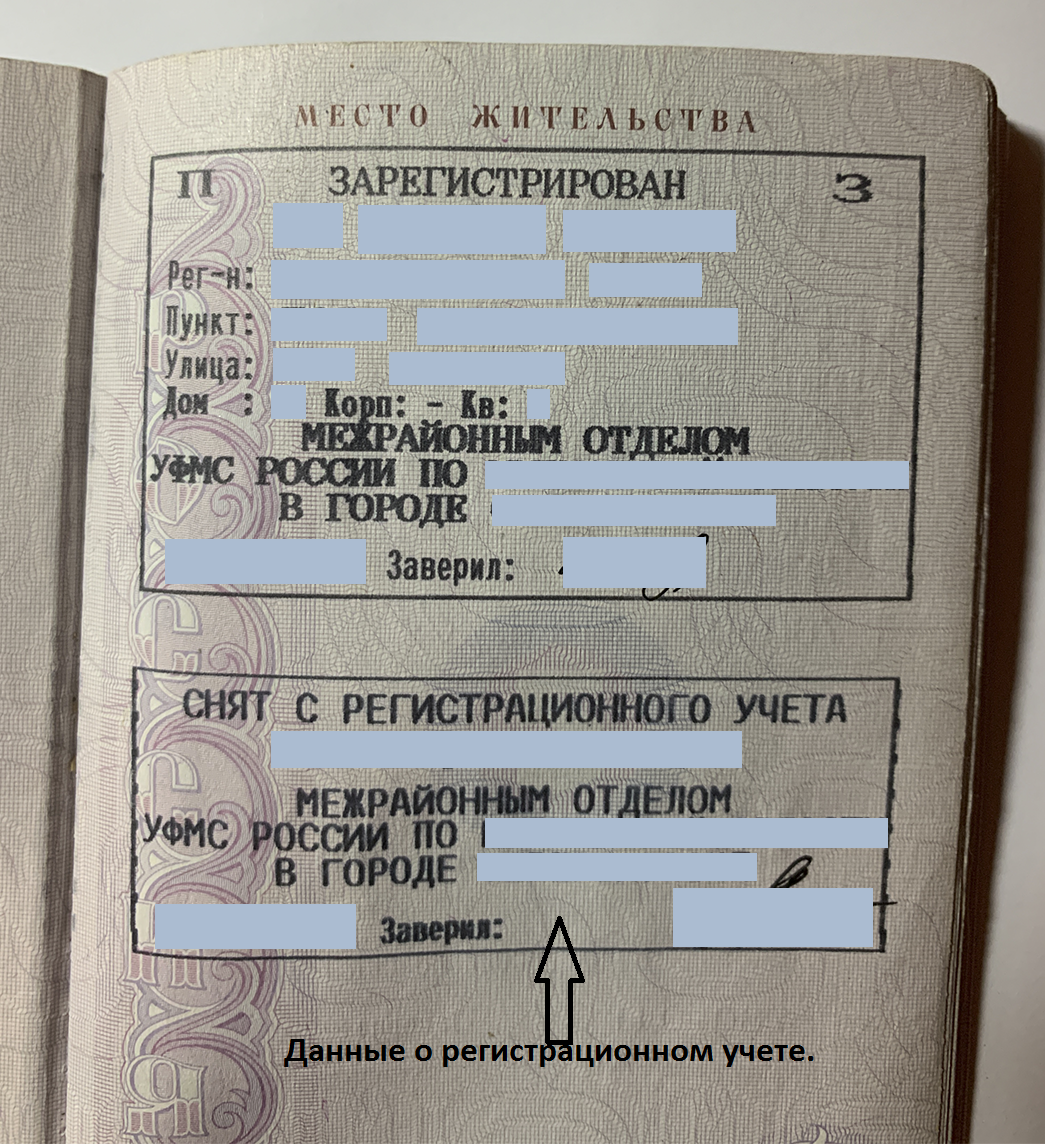 МЕСТО ЖИТЕЛЬСТВА
П ЗАРЕГИСТРИРОВАН З
Рег-н:
Пункт:
Улица:
Дом : Корп: - Кв:
МЕЖРАЙОННЫМ ОТДЕЛОМ
УФМС РОССИИ ПО
В ГОРОДЕ
Заверил:
СНЯТ С РЕГИСТРАЦИОННОГО УЧЕТА
МЕЖРАЙОННЫМ ОТДЕЛОМ
УФМС РОССИИ ПО
В ГОРОДЕ
Заверил:
Данные о регистрационном учете.